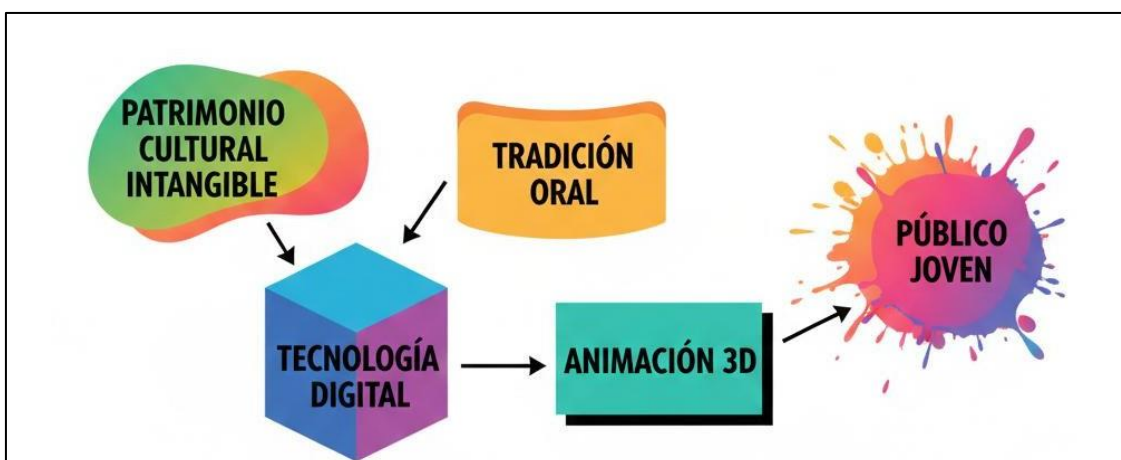 PATRIMONIO
CULTURAL
INTANGIBLE
TRADICIÓN
ORAL
PÚBLICO
JOVEN
TECNOLOGÍA
DIGITAL
ANIMACIÓN 3D